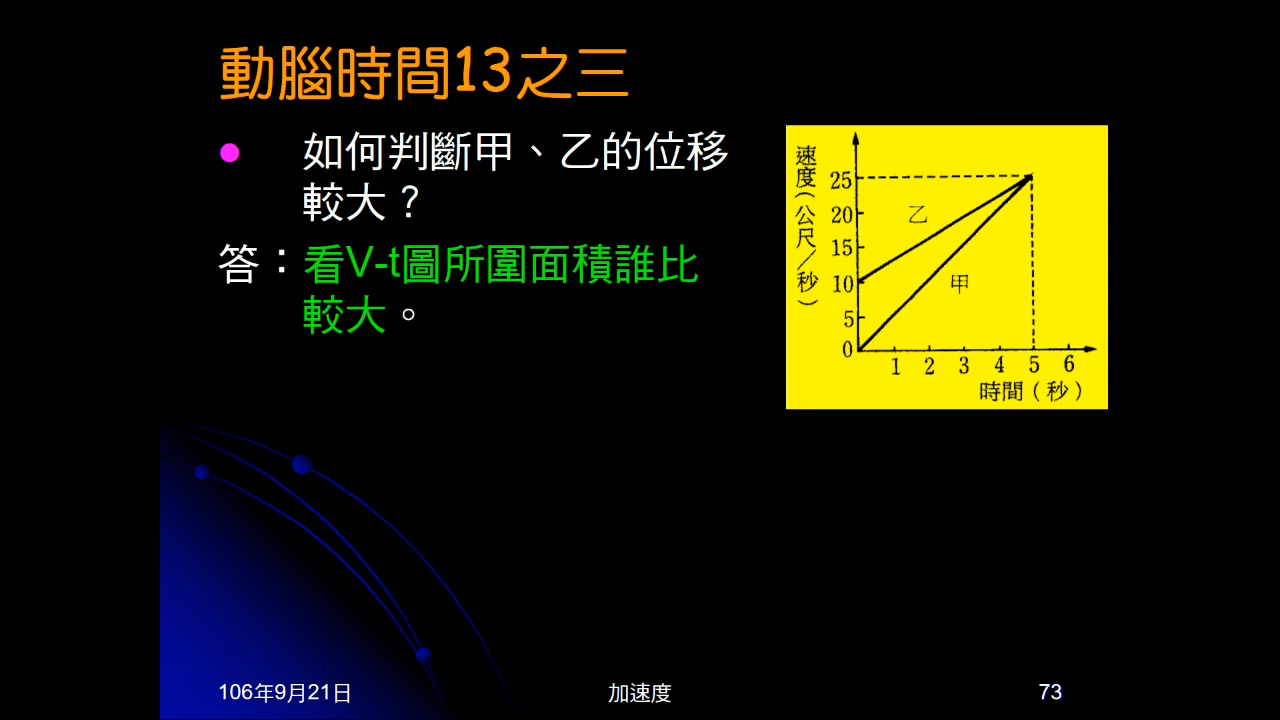 動腦時間13之三
如何判斷甲、乙的位移
較大？
答：看V-t圖所圍面積誰比
較大。
速度(公尺/秒)
25
20
15
10
5
0
乙
甲
1 2 3 4 5 6
時間(秒)
106年9月21日
加速度
73